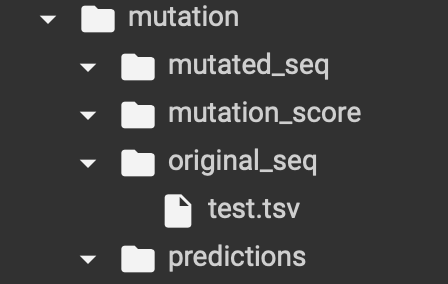 mutation
mutated_seq
mutation_score
original_seq
test.tsv
predictions